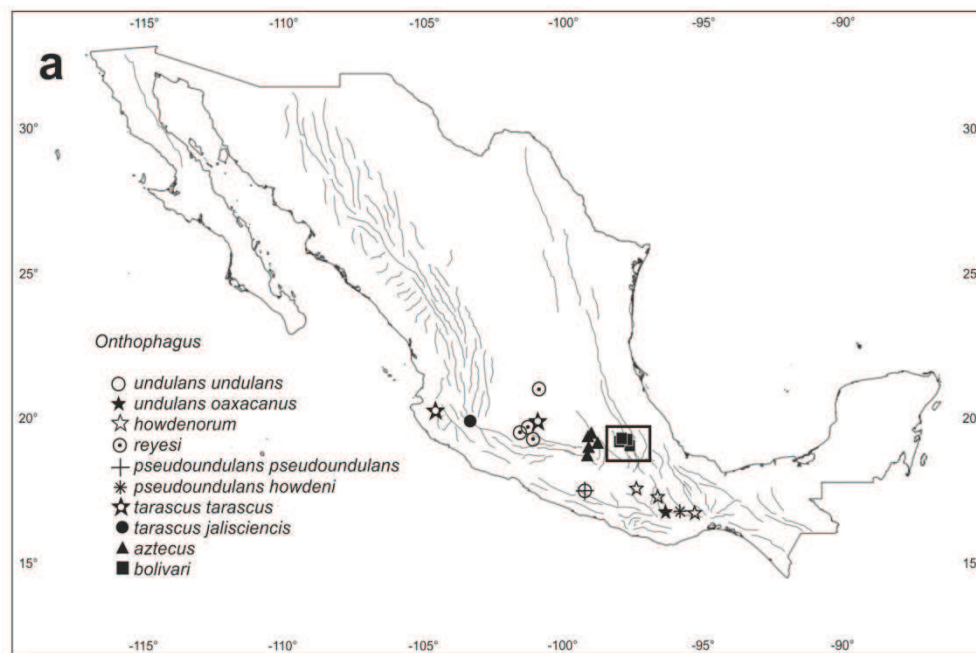 -115° -110° -105° -100° -95° -90°
a
30° 30
25° 25
Onthophagus
undulans undulans
undulans oaxacanus
howdenorum
20° 20
reyesi
pseudoundulans pseudoundulans
pseudoundulans howdeni
tarascus tarascus
tarascus jalisciencis
aztecus
15° 15
bolivari
-115° -110° -105° -100° -95° -90°